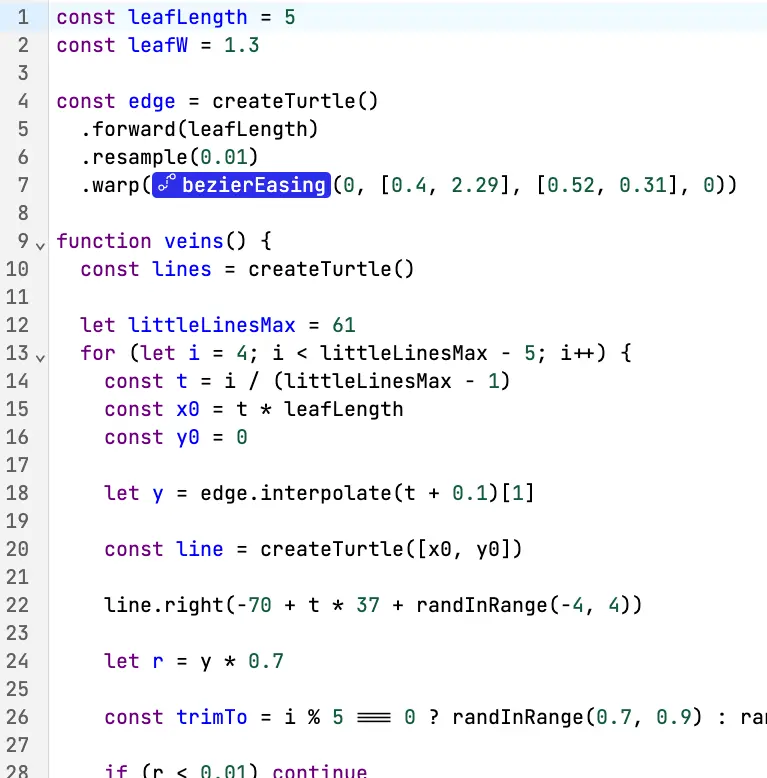 1 const leafLength = 5
2 const leafW = 1.3
3
4 const edge = createTurtle()
5 .forward(leafLength)
6 .resample(0.01)
7 .warp(bezierEasing(0, [0.4, 2.29], [0.52, 0.31], 0))
8
9 function veins() {
10 const lines = createTurtle()
11
12 let littleLinesMax = 61
13 for (let i = 4; i < littleLinesMax - 5; i++) {
14 const t = i / (littleLinesMax - 1)
15 const x0 = t * leafLength
16 const y0 = 0
17
18 let y = edge.interpolate(t + 0.1)[1]
19
20 const line = createTurtle([x0, y0])
21
22 line.right(-70 + t * 37 + randInRange(-4, 4))
23
24 let r = y * 0.7
25
26 const trimTo = i % 5 === 0 ? randInRange(0.7, 0.9) :
27
28 if (r < 0.01) continue